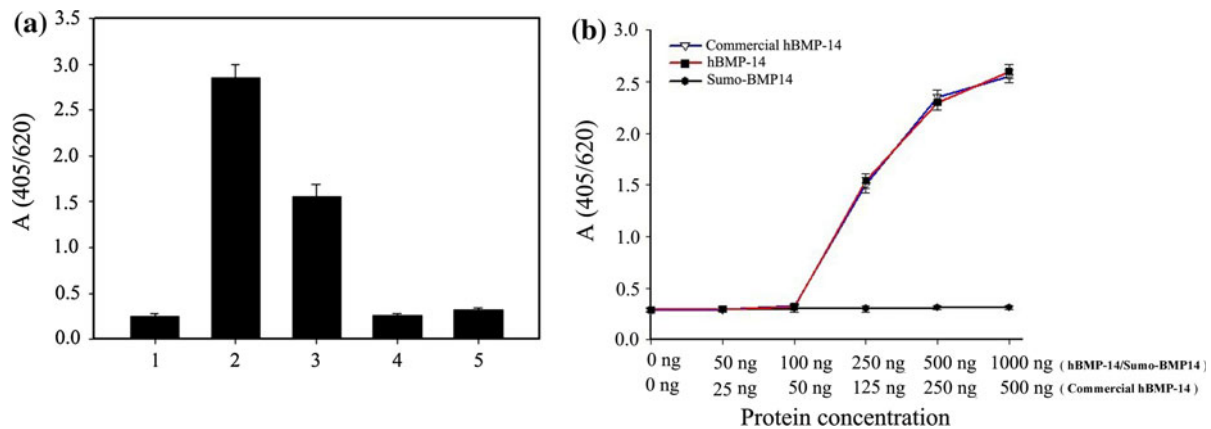 (a)
3.5
3.0
2.5
2.0
1.5
1.0
0.5
0.0
A (405/620)
1 2 3 4 5
(b)
3.0
2.5
2.0
1.5
1.0
0.5
0.0
A (405/620)
Commercial hBMP-14
hBMP-14
Sumo-BMP14
0 ng 50 ng 100 ng 250 ng 500 ng 1000 ng ( hBMP-14/Sumo-BMP14)
0 ng 25 ng 50 ng 125 ng 250 ng 500 ng ( Commercial hBMP-14 )
Protein concentration